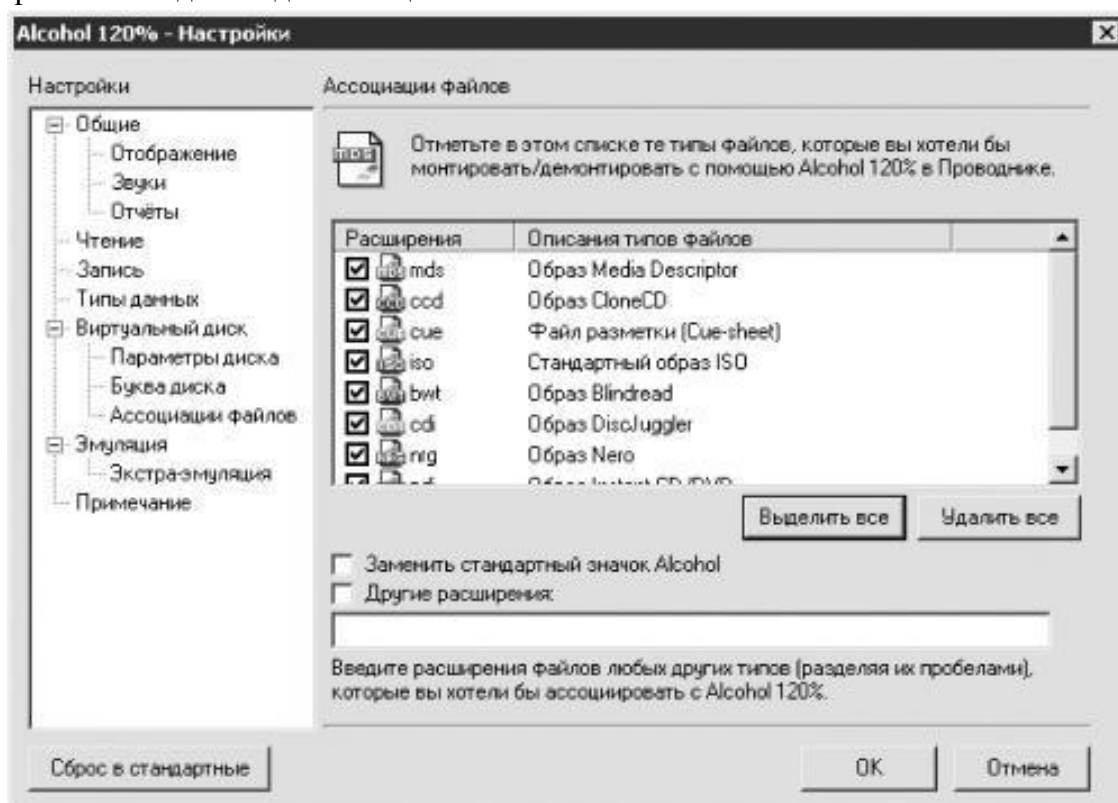 Alcohol 120% - Настройки
Настройки
Общие
Отображение
Звуки
Отчёты
Чтение
Запись
Типы данных
Виртуальный диск
Параметры диска
Буква диска
Ассоциации файлов
Эмуляция
Экстра-эмуляция
Примечание
Ассоциации файлов
Отметьте в этом списке те типы файлов, которые вы хотели бы
монтировать/демонтировать с помощью Alcohol 120% в Проводнике.
Расширения Описания типов файлов
mds Образ Media Descriptor
ccd Образ CloneCD
cue Файл разметки (Cue-sheet)
iso Стандартный образ ISO
bwt Образ Blindread
cdi Образ DiscJuggler
nrg Образ Nero
Выделить все Удалить все
Заменить стандартный значок Alcohol
Другие расширения:
Введите расширения файлов любых других типов (разделяя их пробелами),
которые вы хотели бы ассоциировать с Alcohol 120%.
Сброс в стандартные OK Отмена